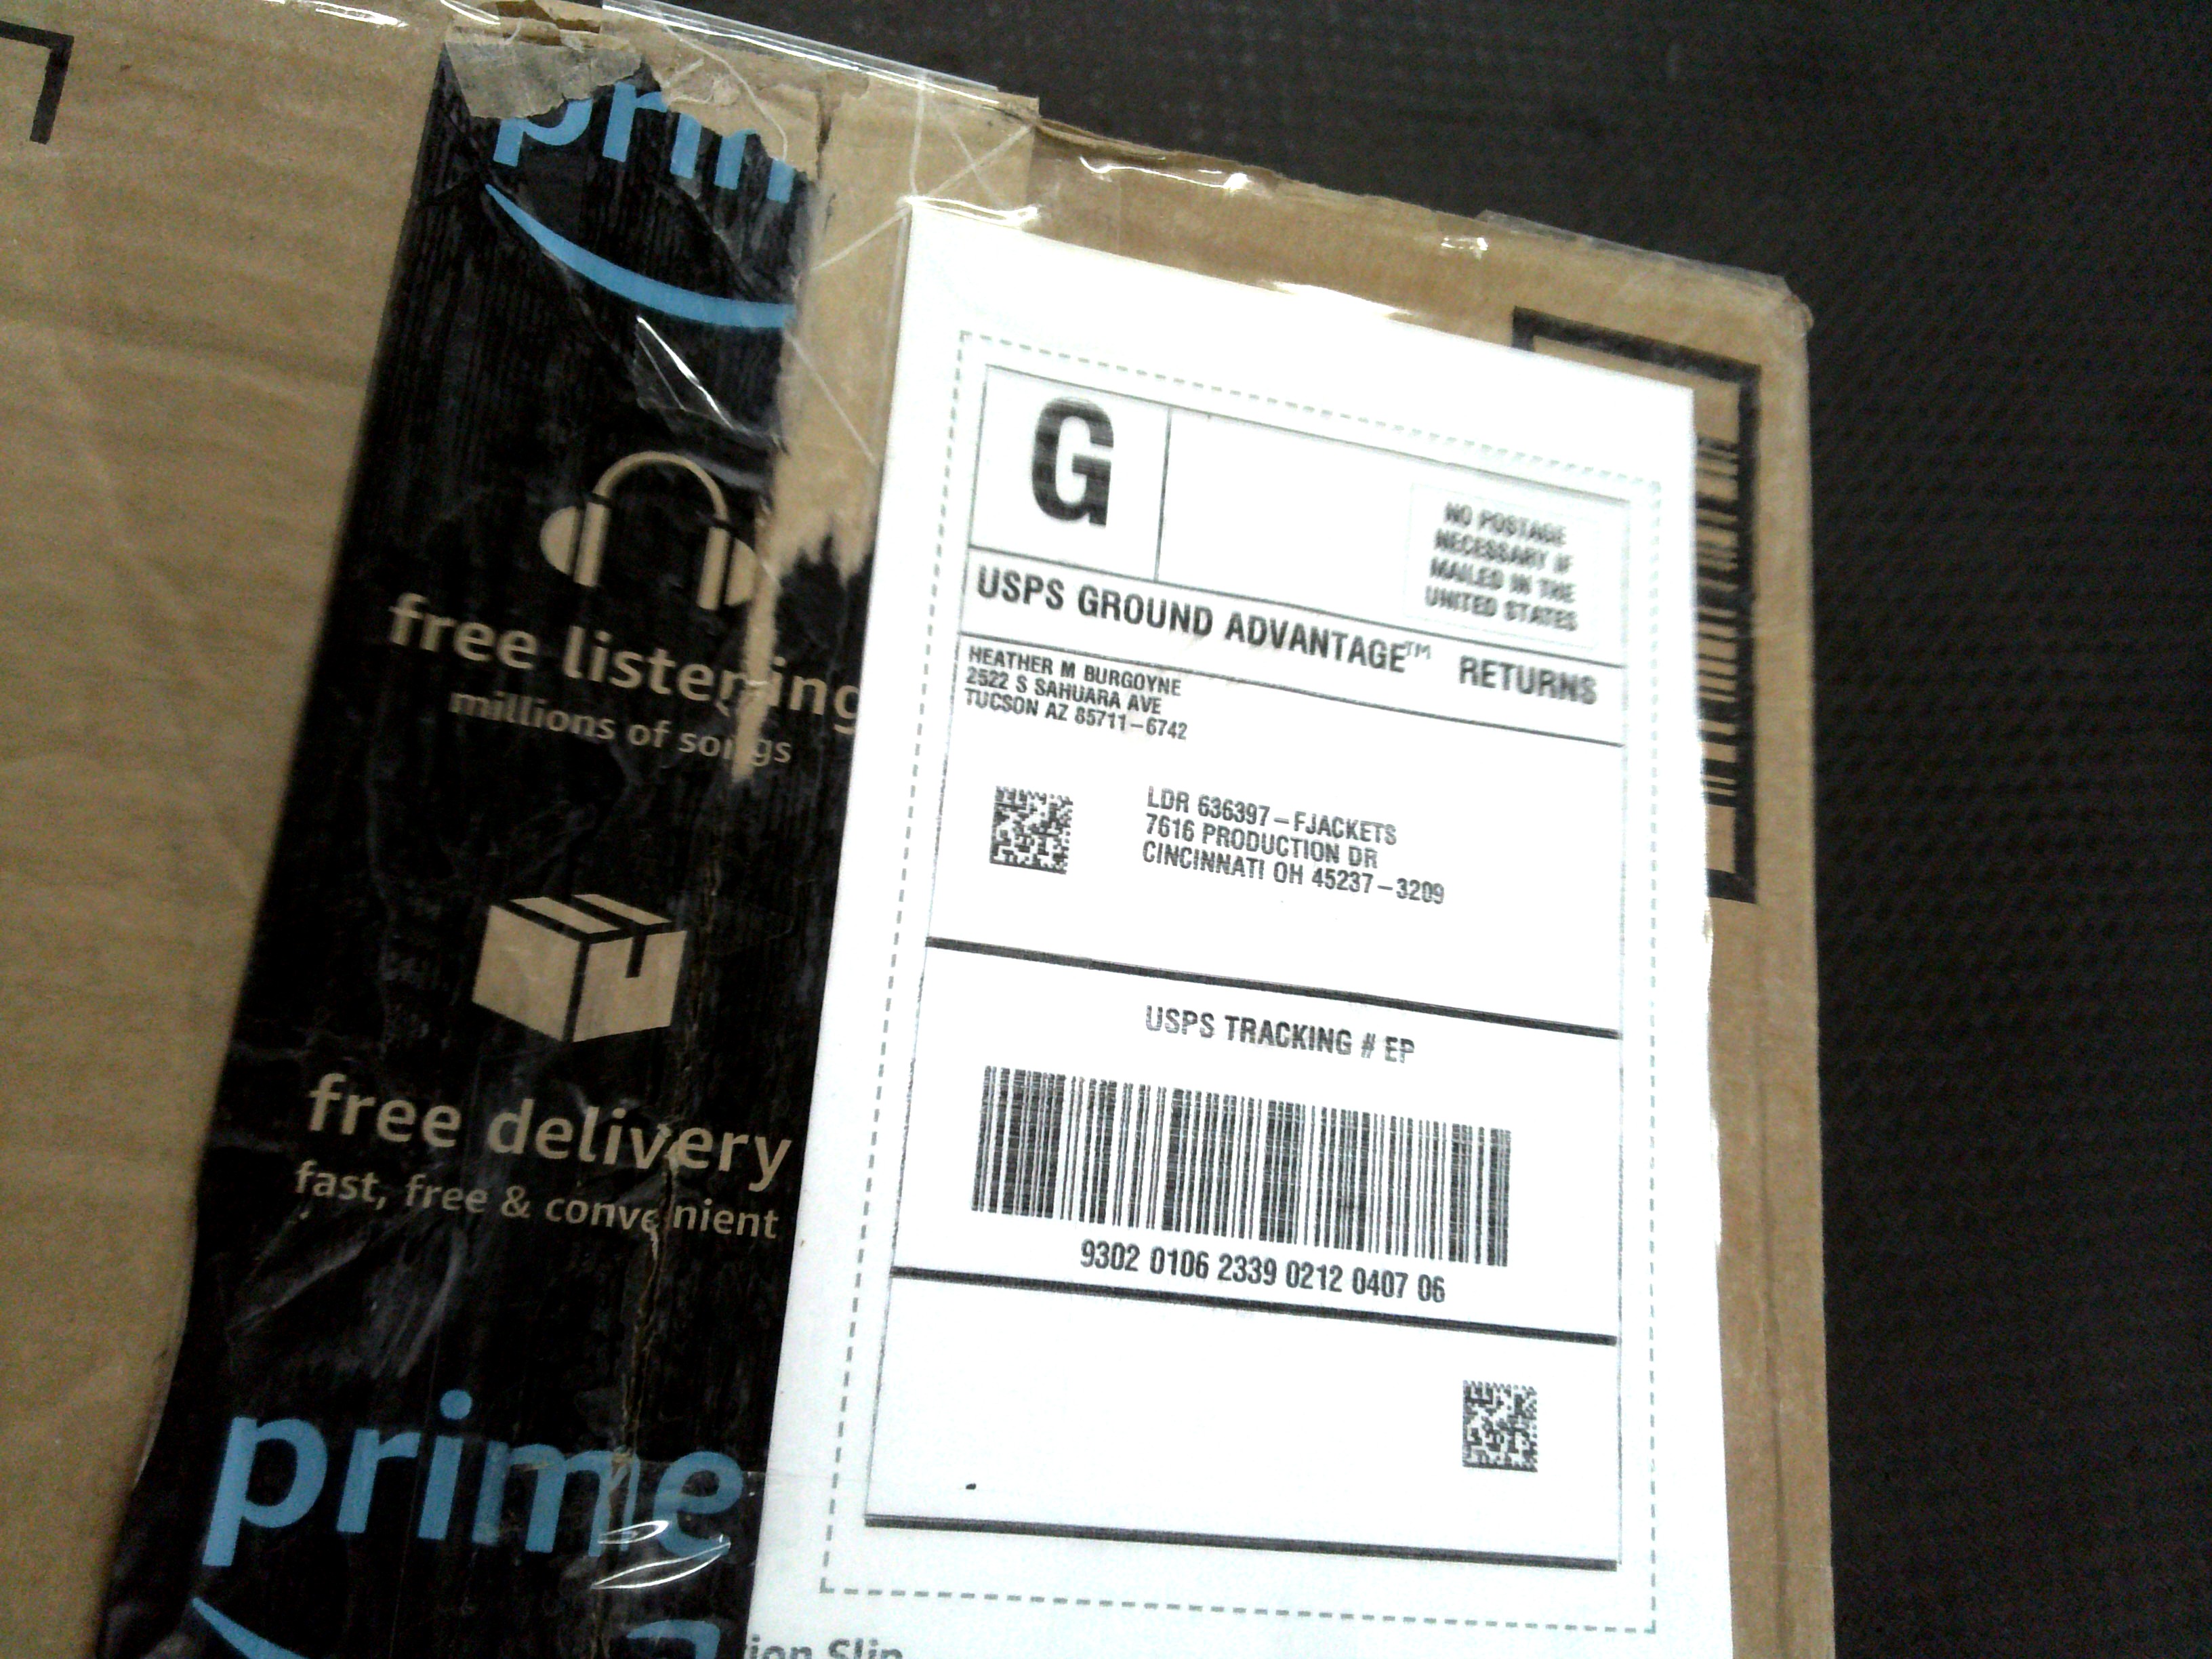 prim
free listening
millions of songs
free delivery
fast, free & convenient
prime
G
NO POSTAGE
NECESSARY IF
MAILED IN THE
UNITED STATES
USPS GROUND ADVANTAGE™ RETURNS
HEATHER M BURGOYNE
2522 S SAHUARA AVE
TUCSON AZ 85711-6742
LDR 636397-FJACKETS
7616 PRODUCTION DR
CINCINNATI OH 45237-3209
USPS TRACKING # EP
9302 0106 2339 0212 0407 06
ion Slip